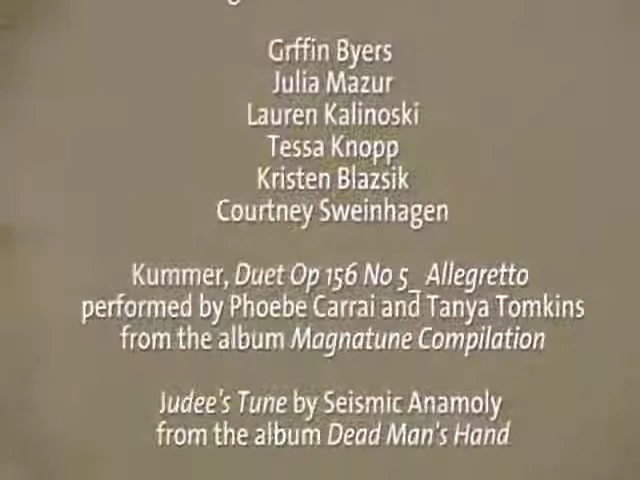 Grffin Byers
Julia Mazur
Lauren Kalinoski
Tessa Knopp
Kristen Blazsik
Courtney Sweinhagen
Kummer, Duet Op 156 No 5_ Allegretto
performed by Phoebe Carrai and Tanya Tomkins
from the album Magnatune Compilation
Judee's Tune by Seismic Anamoly
from the album Dead Man's Hand